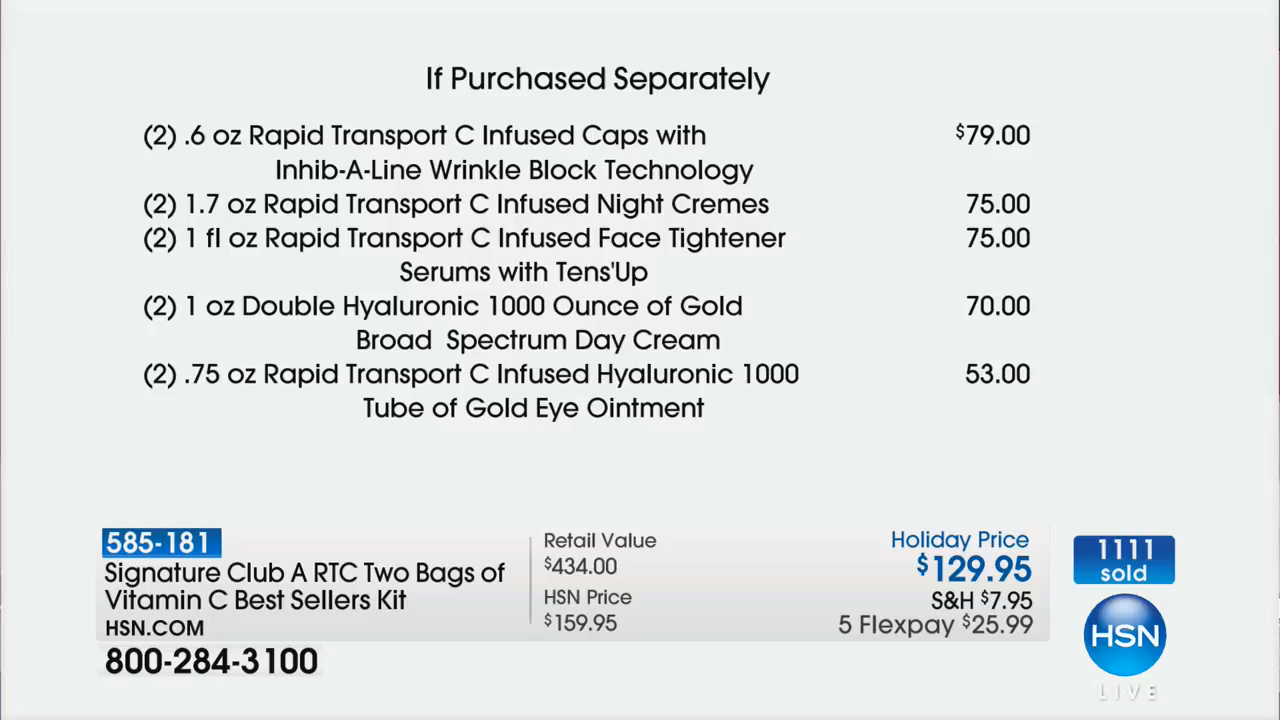 If Purchased Separately
(2) .6 oz Rapid Transport C Infused Caps with $79.00
Inhib-A-Line Wrinkle Block Technology
(2) 1.7 oz Rapid Transport C Infused Night Cremes 75.00
(2) 1 fl oz Rapid Transport C Infused Face Tightener 75.00
Serums with Tens'Up
(2) 1 oz Double Hyaluronic 1000 Ounce of Gold 70.00
Broad Spectrum Day Cream
(2) .75 oz Rapid Transport C Infused Hyaluronic 1000 53.00
Tube of Gold Eye Ointment
585-181
Signature Club A RTC Two Bags of
Vitamin C Best Sellers Kit
HSN.COM
800-284-3100
Retail Value
$434.00
HSN Price
$159.95
Holiday Price
$129.95
S&H $7.95
5 Flexpay $25.99
1111
sold
HSN
LIVE